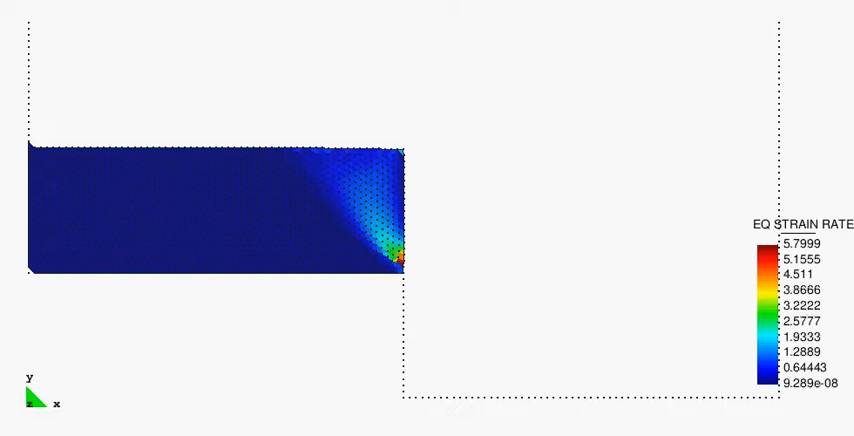 EQ STRAIN RATE
5.7999
5.1555
4.511
3.8666
3.2222
2.5777
1.9333
1.2889
0.64443
9.289e-08
y
z x